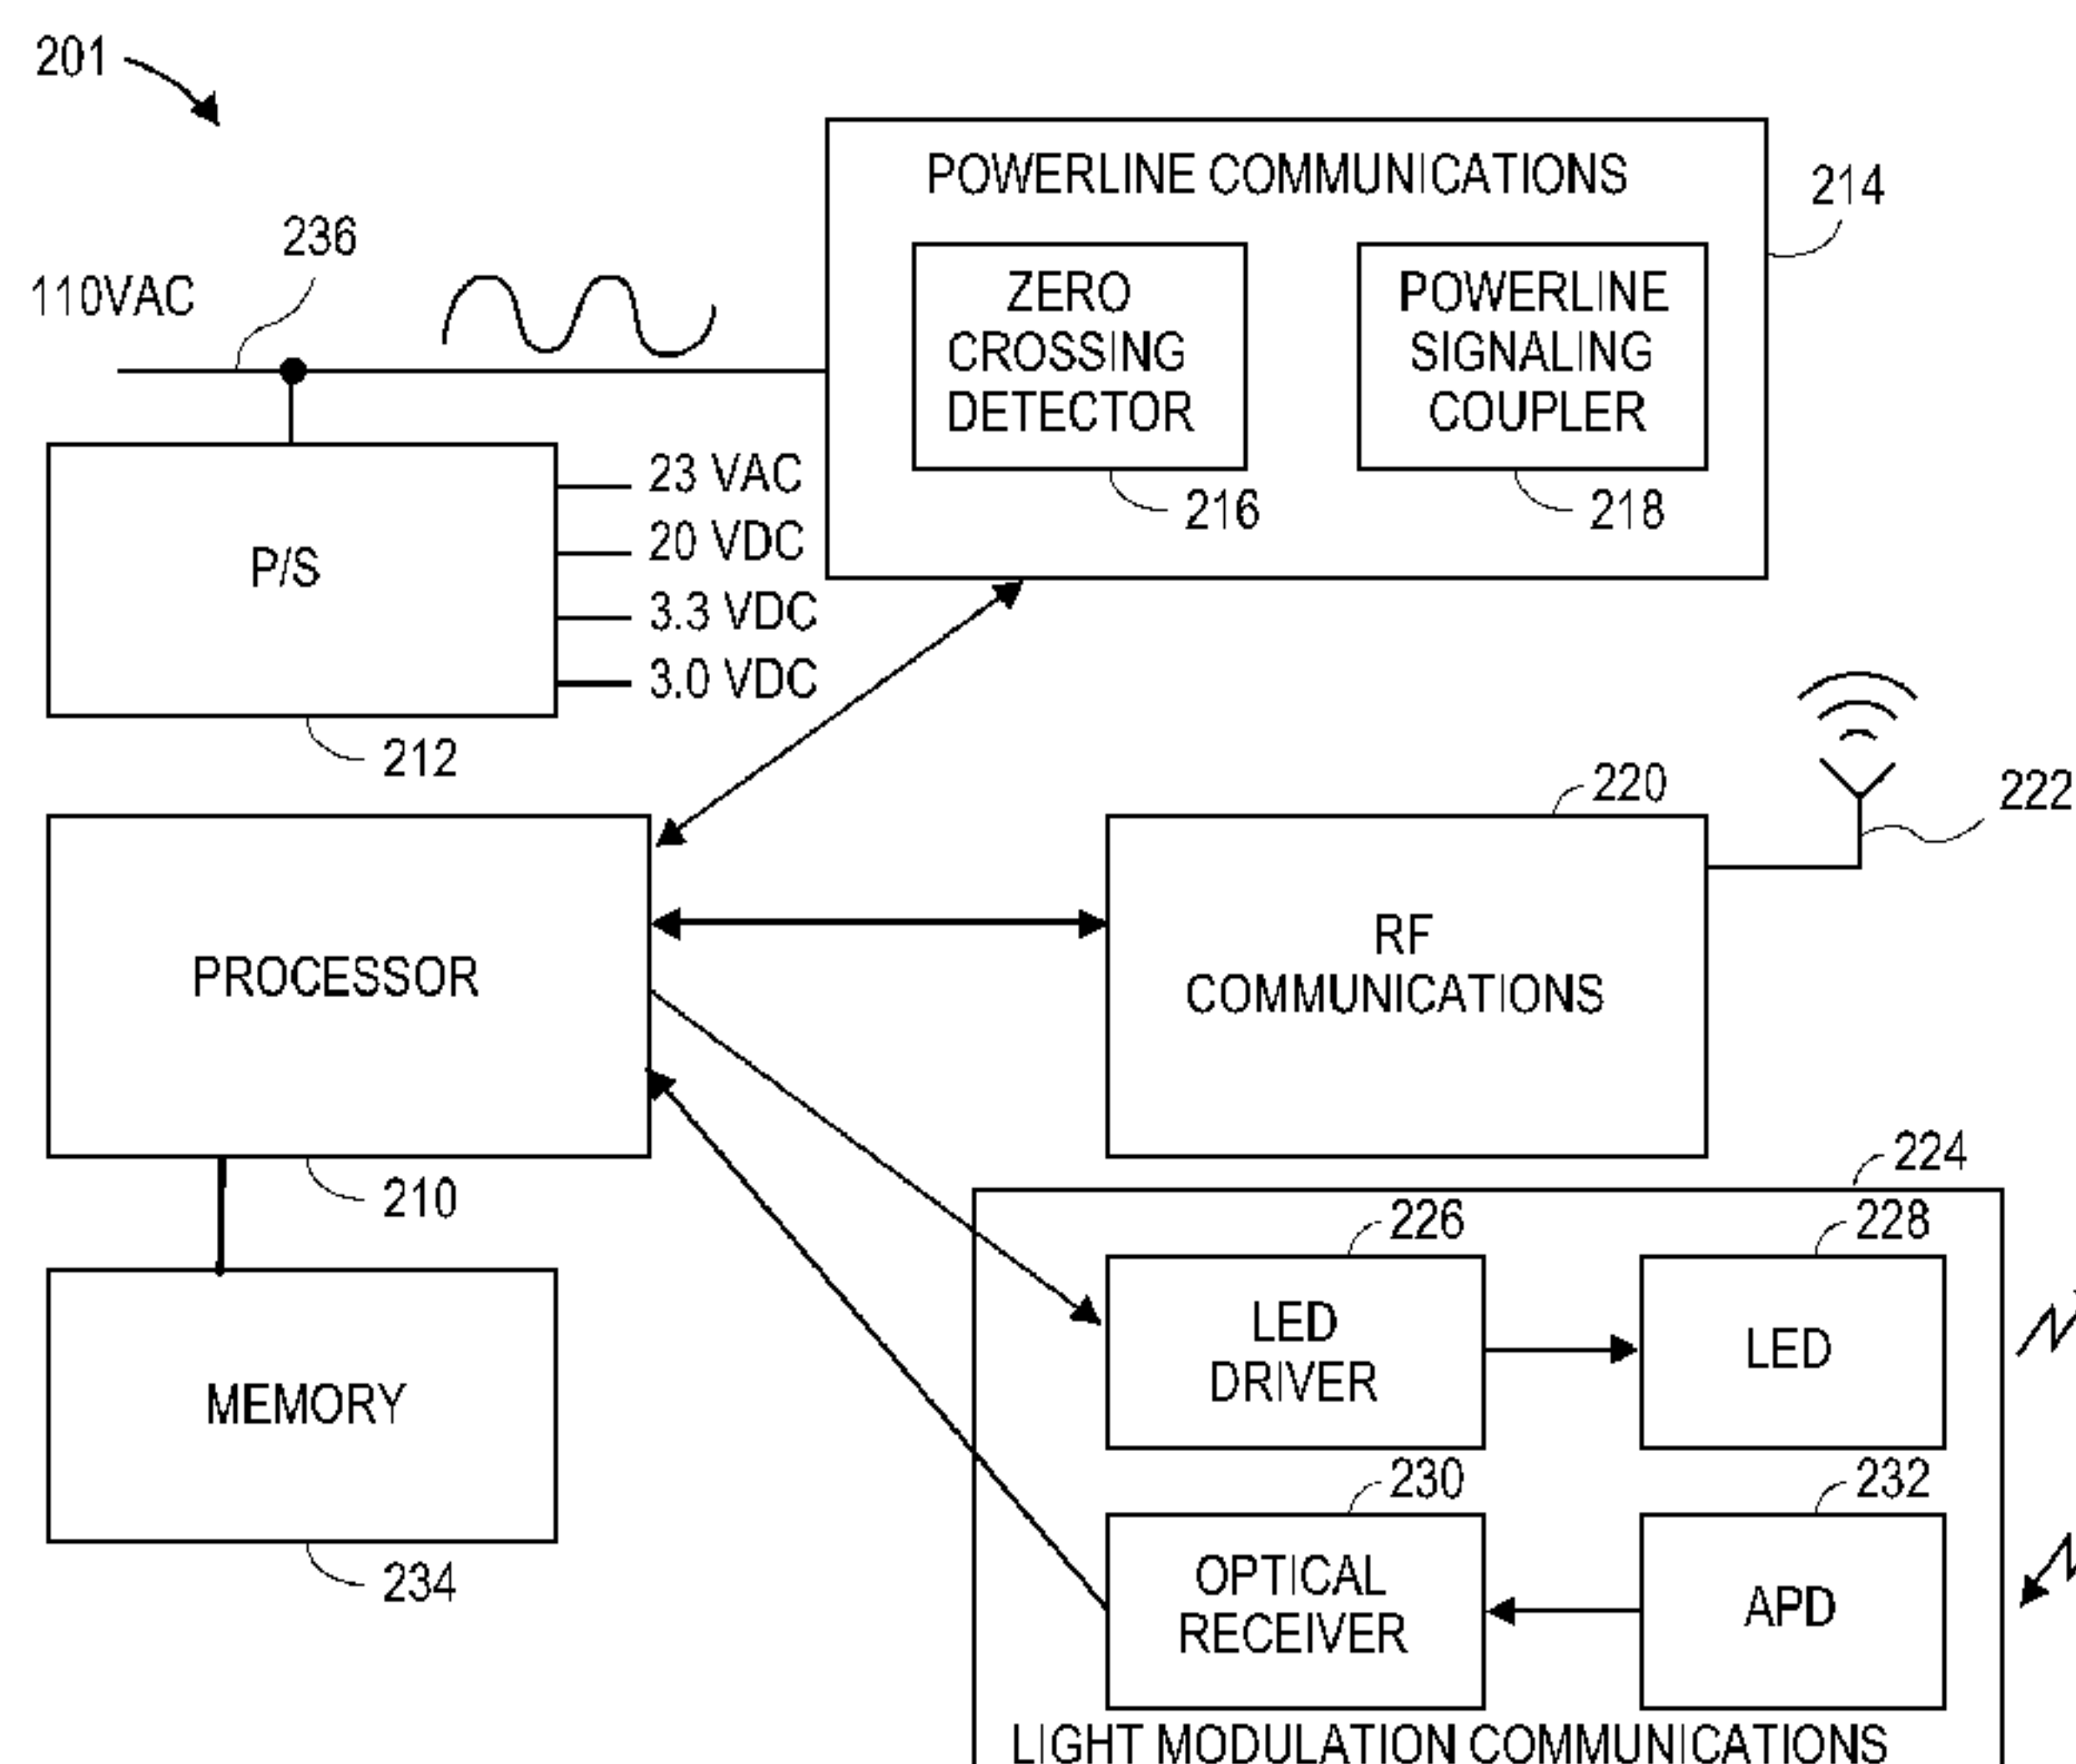 201
POWERLINE COMMUNICATIONS
214
236
110VAC
ZERO
CROSSING
DETECTOR
POWERLINE
SIGNALING
COUPLER
216
218
23 VAC
20 VDC
3.3 VDC
3.0 VDC
P/S
212
220
222
PROCESSOR
RF
COMMUNICATIONS
210
224
226
228
LED
DRIVER
LED
MEMORY
230
232
234
OPTICAL
RECEIVER
APD
LIGHT MODULATION COMMUNICATIONS